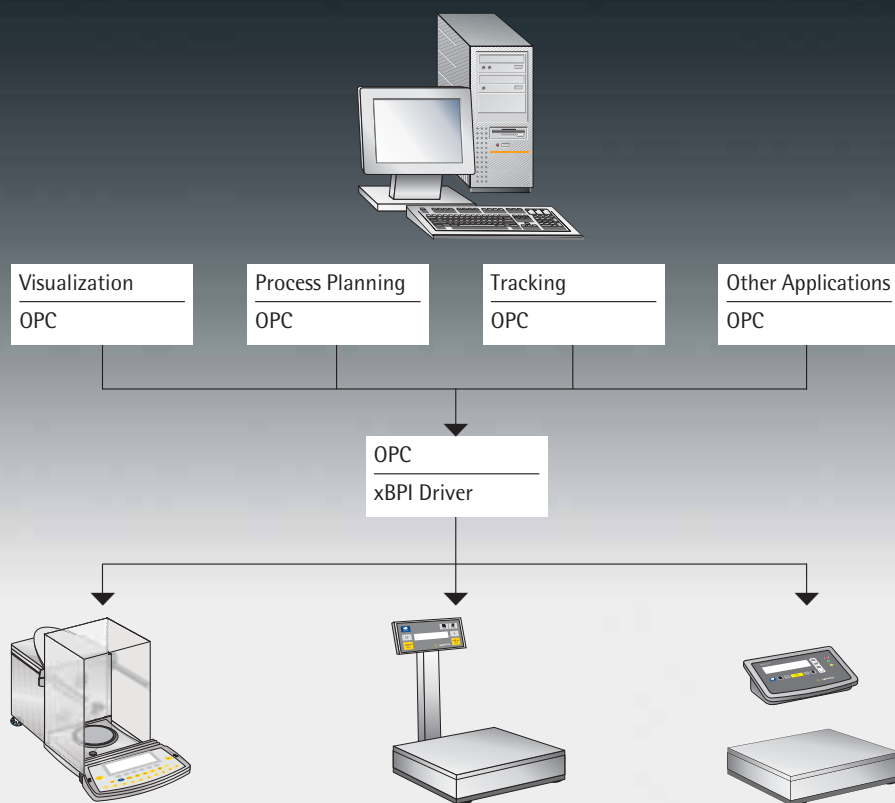 Visualization
OPC
Process Planning
OPC
Tracking
OPC
Other Applications
OPC
OPC
xBPI Driver